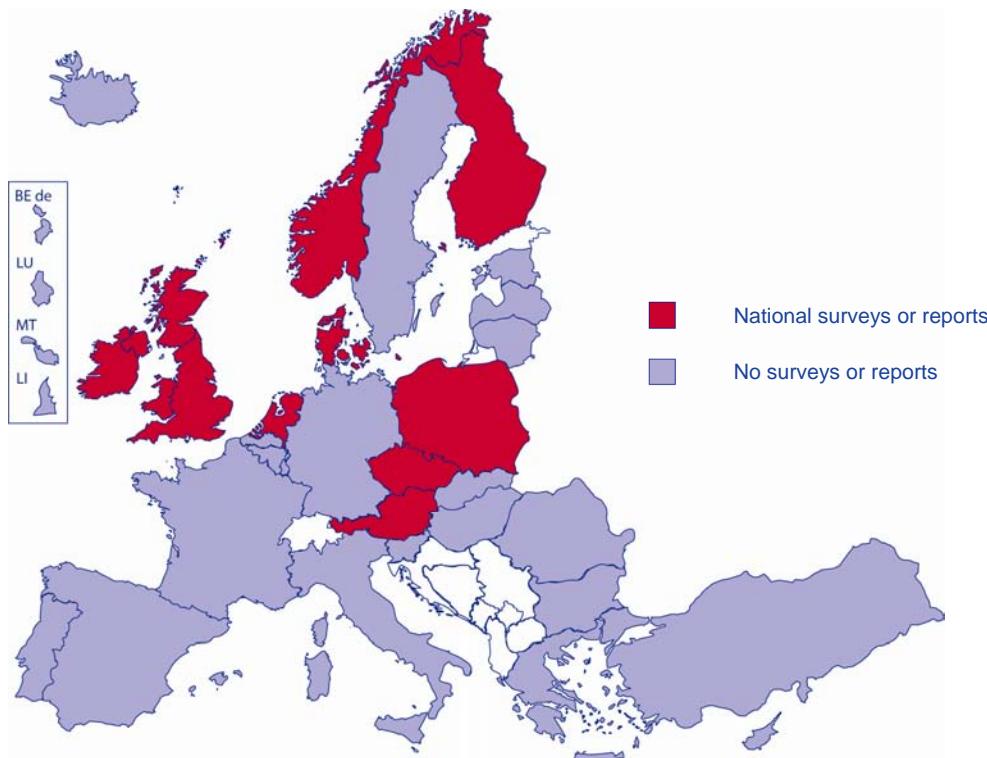 BE de
LU
MT
LI
National surveys or reports
No surveys or reports